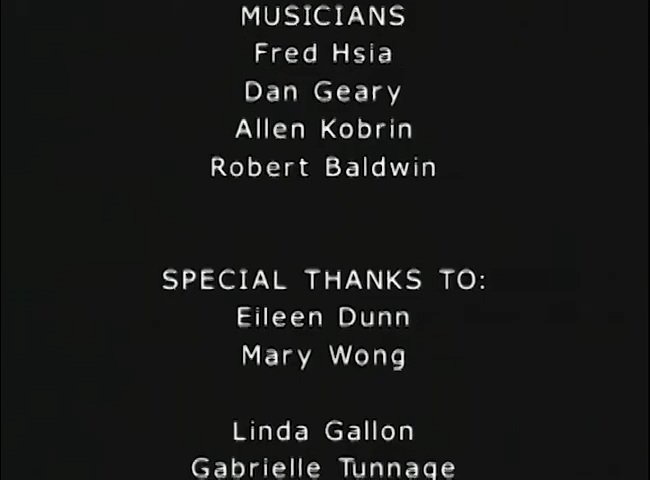 MUSICIANS
Fred Hsia
Dan Geary
Allen Kobrin
Robert Baldwin
SPECIAL THANKS TO:
Eileen Dunn
Mary Wong
Linda Gallon
Gabrielle Tunnage